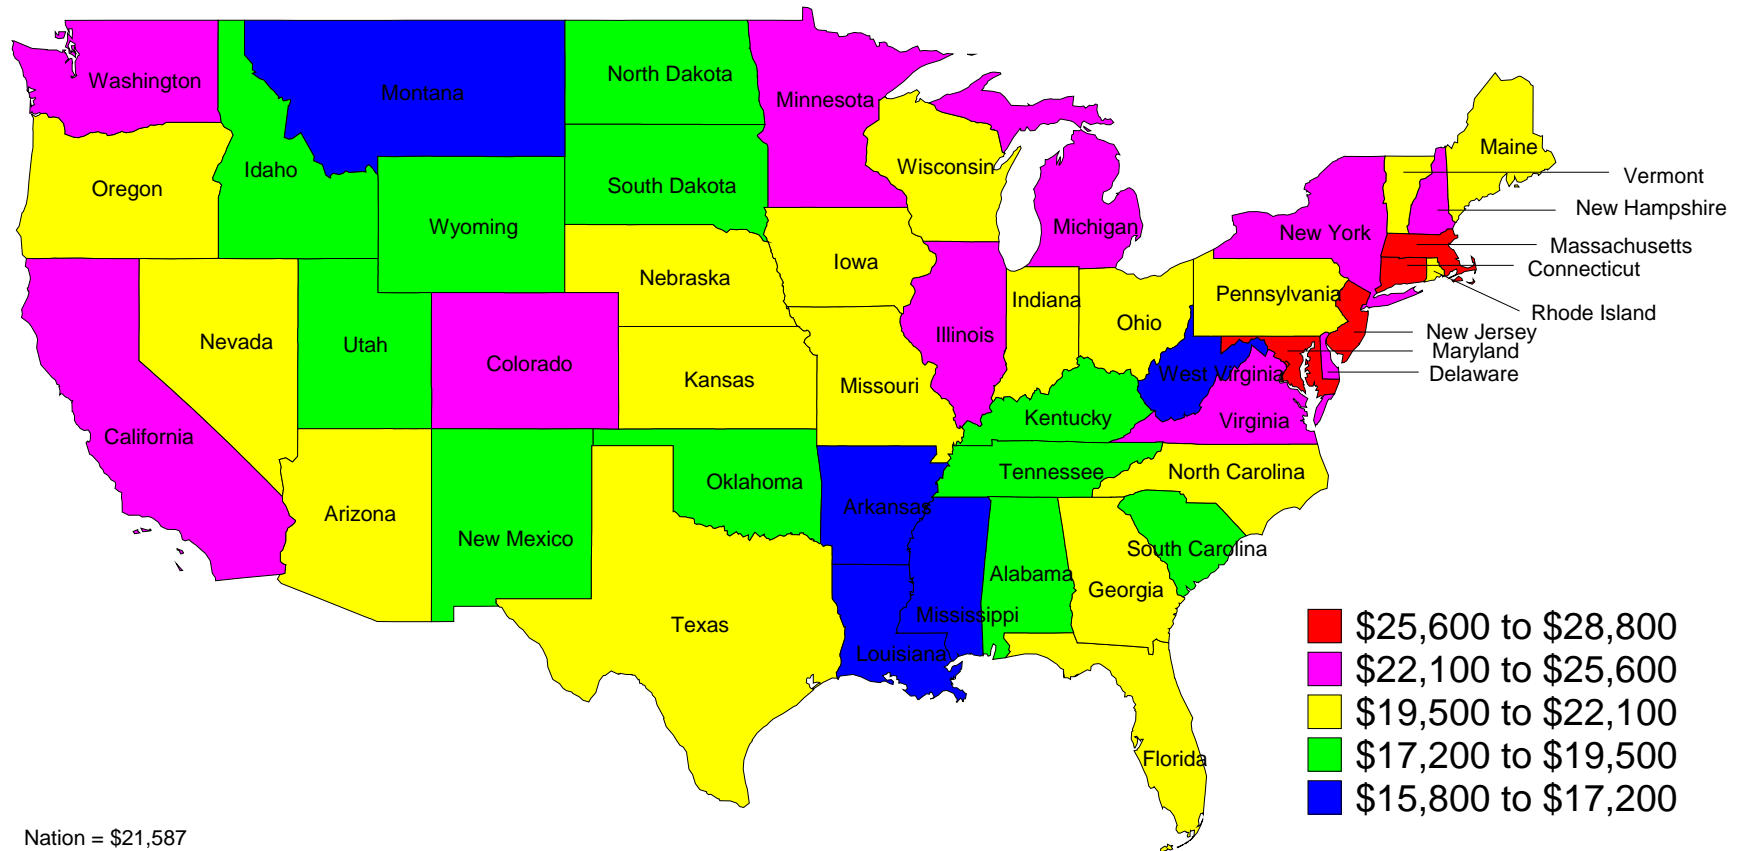 Washington
Montana
North Dakota
Minnesota
Maine
Wisconsin
Idaho
Oregon
South Dakota
Vermont
New Hampshire
Wyoming
Michigan
New York
Massachusetts
Connecticut
Iowa
Nebraska
Indiana
Pennsylvania
Rhode Island
Ohio
New Jersey
Illinois
Nevada
Utah
Maryland
Colorado
Delaware
West Virginia
Kansas
Missouri
Kentucky
Virginia
California
Tennessee
North Carolina
Oklahoma
Arkansas
Arizona
New Mexico
South Carolina
Alabama
Georgia
Mississippi
Texas
Louisiana
Florida
$25,600 to $28,800
$22,100 to $25,600
$19,500 to $22,100
$17,200 to $19,500
$15,800 to $17,200
Nation = $21,587